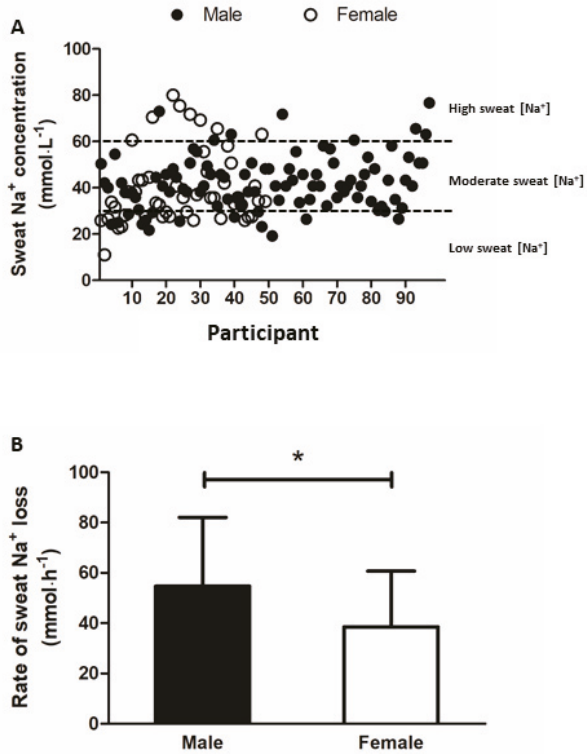 A
Male Female
Sweat Na⁺ concentration
(mmol·L⁻¹)
100
80
60
40
20
0
High sweat [Na⁺]
Moderate sweat [Na⁺]
Low sweat [Na⁺]
10 20 30 40 50 60 70 80 90
Participant
B
Rate of sweat Na⁺ loss
(mmol·h⁻¹)
100
80
60
40
20
0
*
Male Female